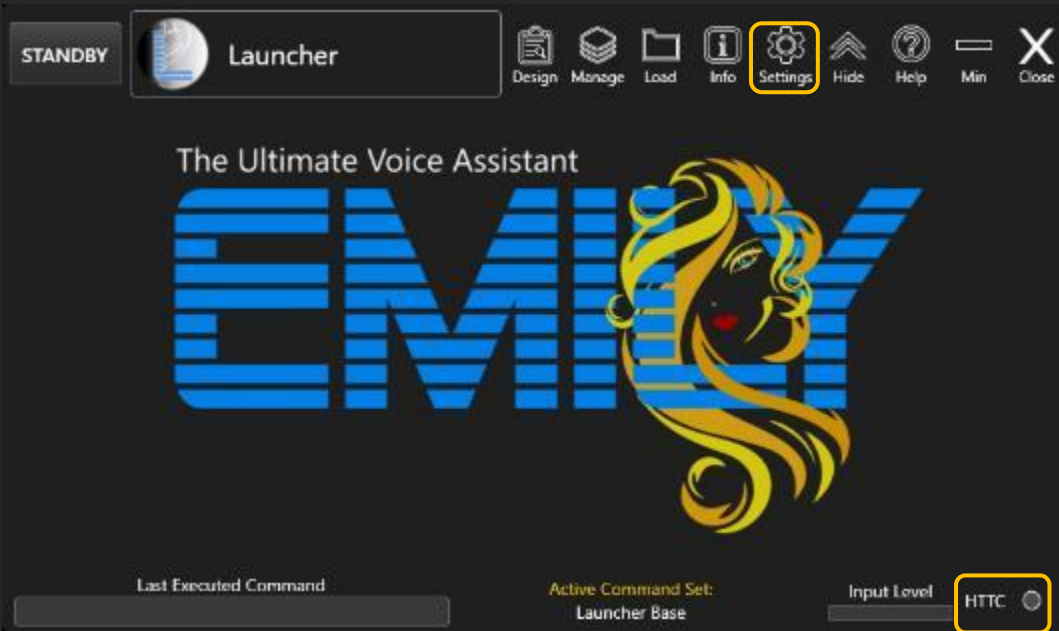 STANDBY
Launcher
Design Manage Load Info Settings Hide Help Min Close
The Ultimate Voice Assistant
EMILY
Last Executed Command
Active Command Set:
Launcher Base
Input Level
HTTC